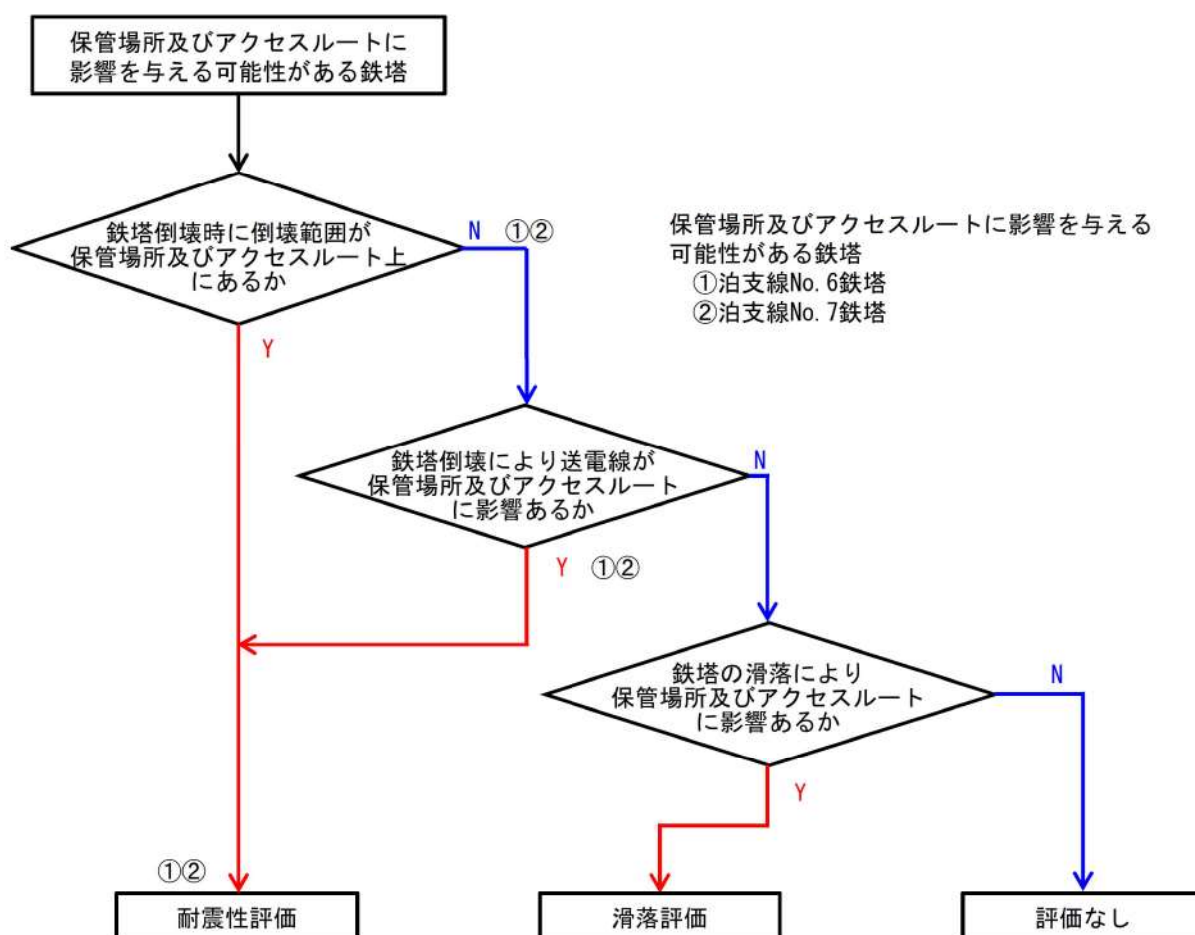 保管場所及びアクセスルートに
影響を与える可能性がある鉄塔
鉄塔倒壊時に倒壊範囲が
保管場所及びアクセスルート上
にあるか
N ①②
Y
保管場所及びアクセスルートに影響を与える
可能性がある鉄塔
①泊支線No.6鉄塔
②泊支線No.7鉄塔
鉄塔倒壊により送電線が
保管場所及びアクセスルート
に影響あるか
N
Y ①②
鉄塔の滑落により
保管場所及びアクセスルート
に影響あるか
N
Y
①②
耐震性評価
滑落評価
評価なし